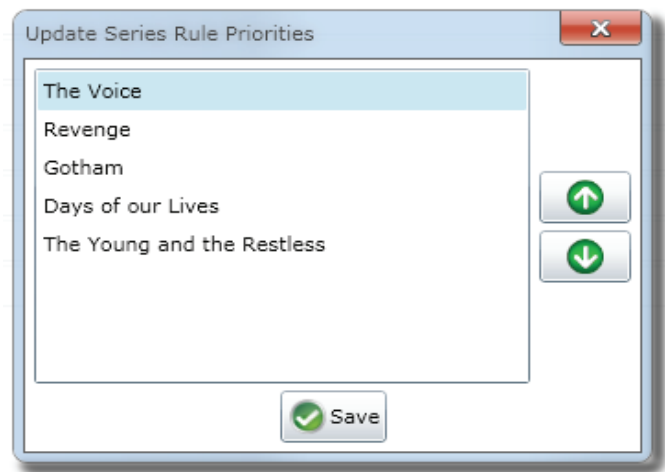 Update Series Rule Priorities
The Voice
Revenge
Gotham
Days of our Lives
The Young and the Restless
Save